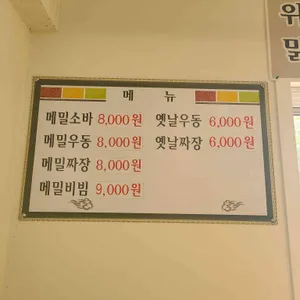 메뉴
메밀소바 8,000원 옛날우동 6,000원
메밀우동 8,000원 옛날짜장 6,000원
메밀짜장 8,000원
메밀비빔 9,000원
위
밀